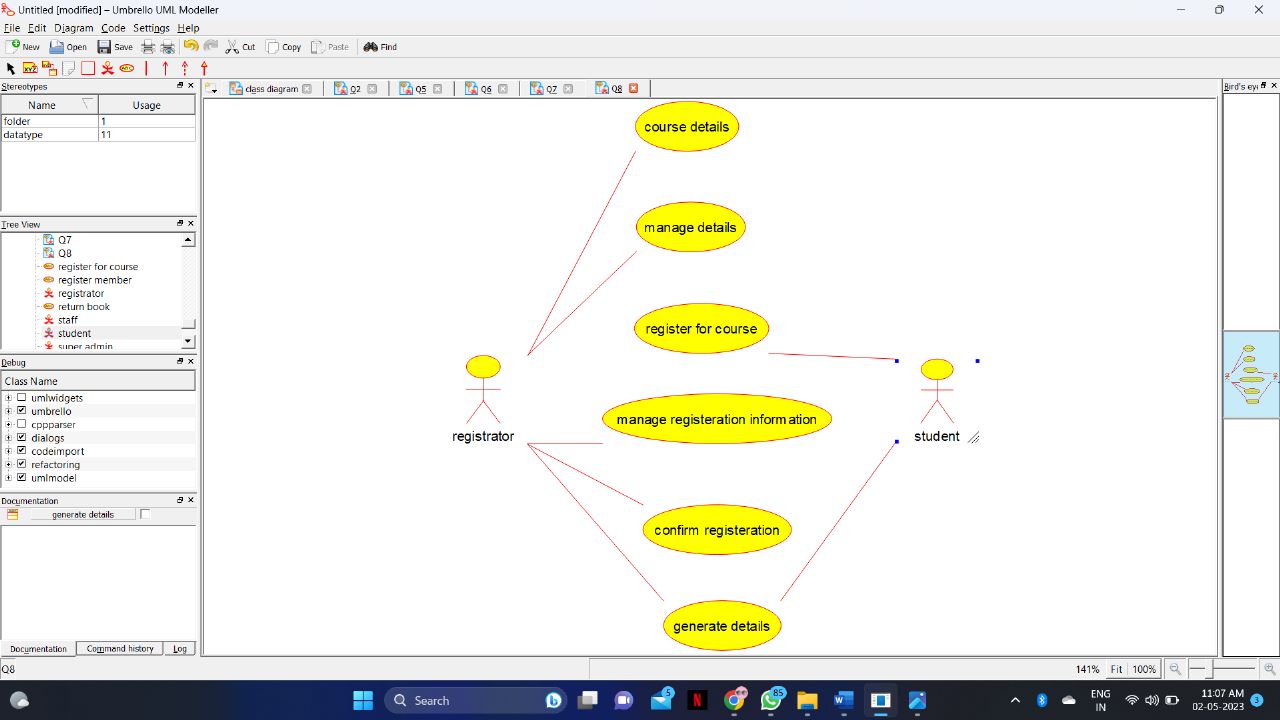 Untitled [modified] – Umbrello UML Modeller
File Edit Diagram Code Settings Help
New Open Save Cut Copy Paste Find
Stereotypes
Name Usage
folder 1
datatype 11
Tree View
Q7
Q8
register for course
register member
registrator
return book
staff
student
super admin
Debug
Class Name
umlwidgets
umbrello
cppparser
dialogs
codeimport
refactoring
umlmodel
Documentation
generate details
Documentation Command history Log
class diagram Q2 Q5 Q6 Q7 Q8
course details
manage details
register for course
manage registeration information
registrator
student
confirm registeration
generate details
Bird's ey
Q8
141% Fit 100%
Search
5
85
ENG
IN
11:07 AM
02-05-2023
3